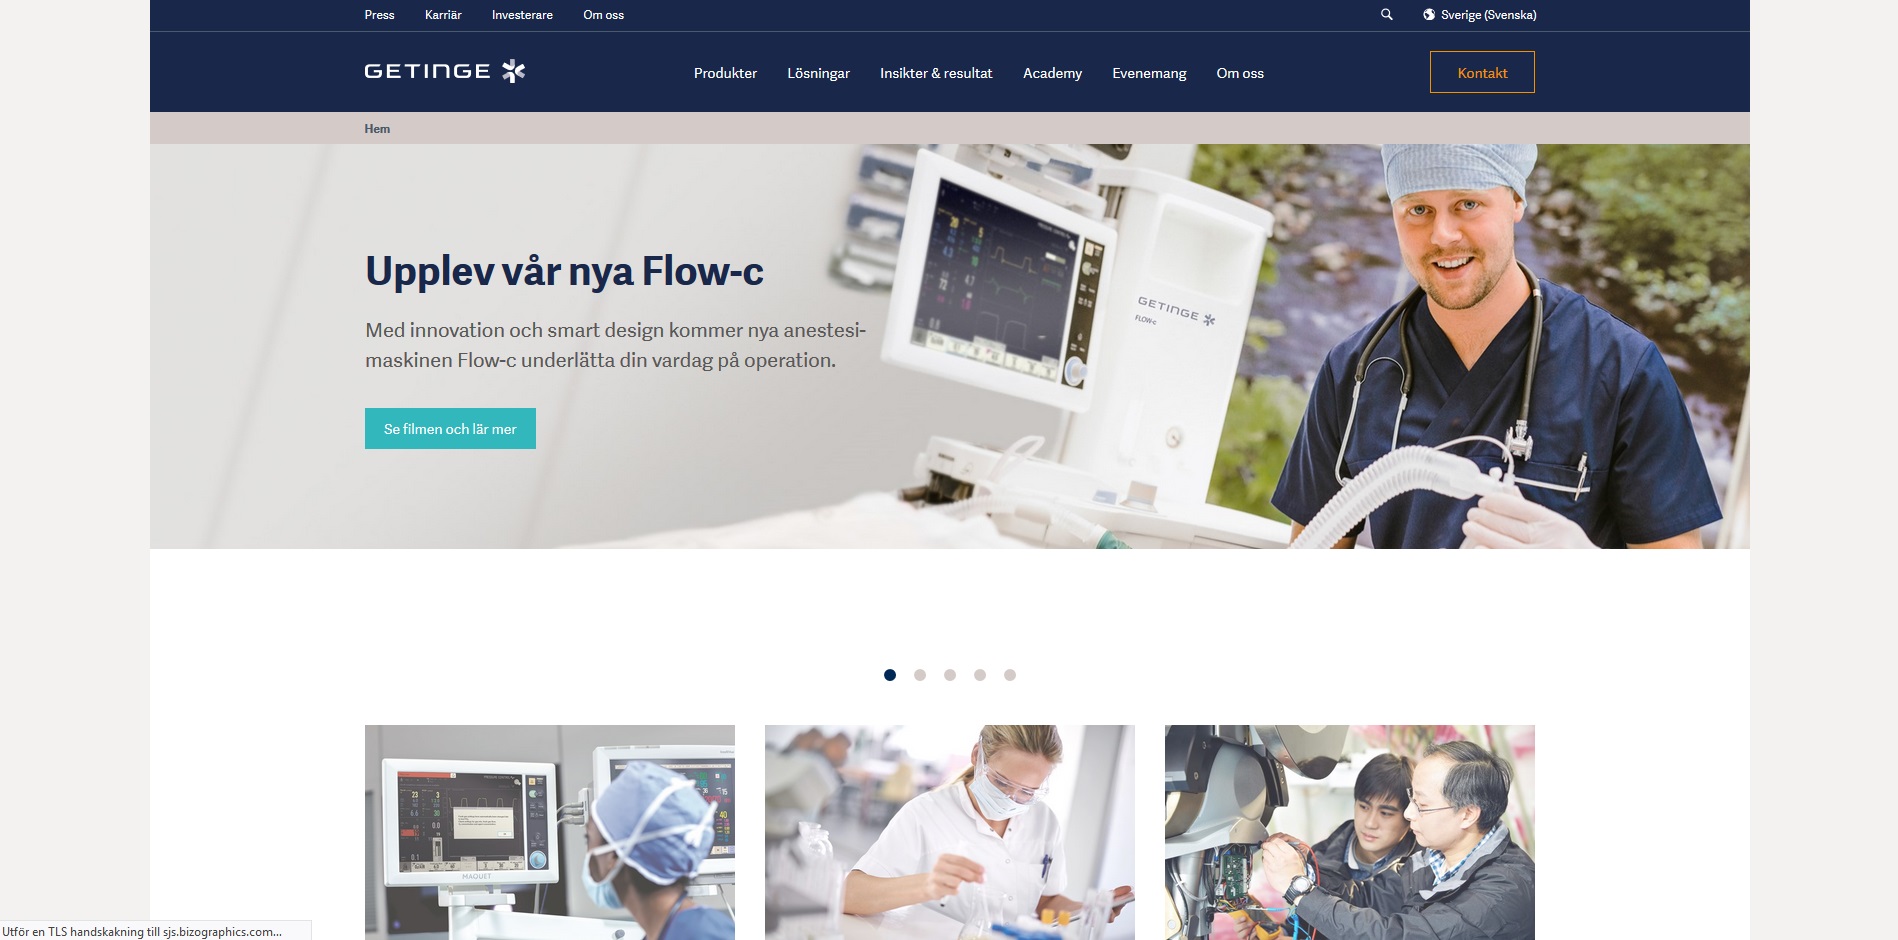 Press Karriär Investerare Om oss Sverige (Svenska)
GETINGE Produkter Lösningar Insikter & resultat Academy Evenemang Om oss Kontakt
Hem
Upplev vår nya Flow-c
Med innovation och smart design kommer nya anestesi-
maskinen Flow-c underlätta din vardag på operation.
Se filmen och lär mer
GETINGE
FLOW-c
MAQUET
Utför en TLS handskakning till sjs.bizographics.com...